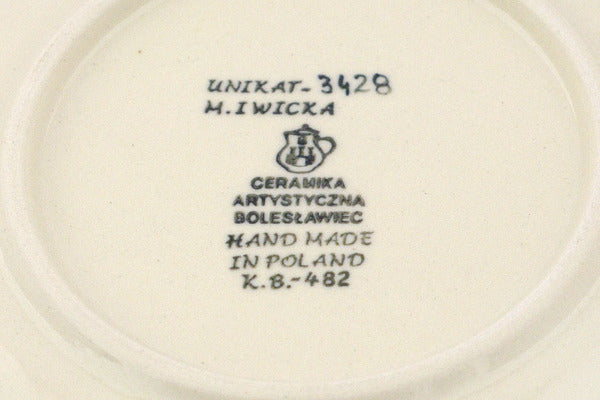 UNIKAT-3428
M.IWICKA
CERAMIKA
ARTYSTYCZNA
BOLESŁAWIEC
HAND MADE
IN POLAND
K.B.-482